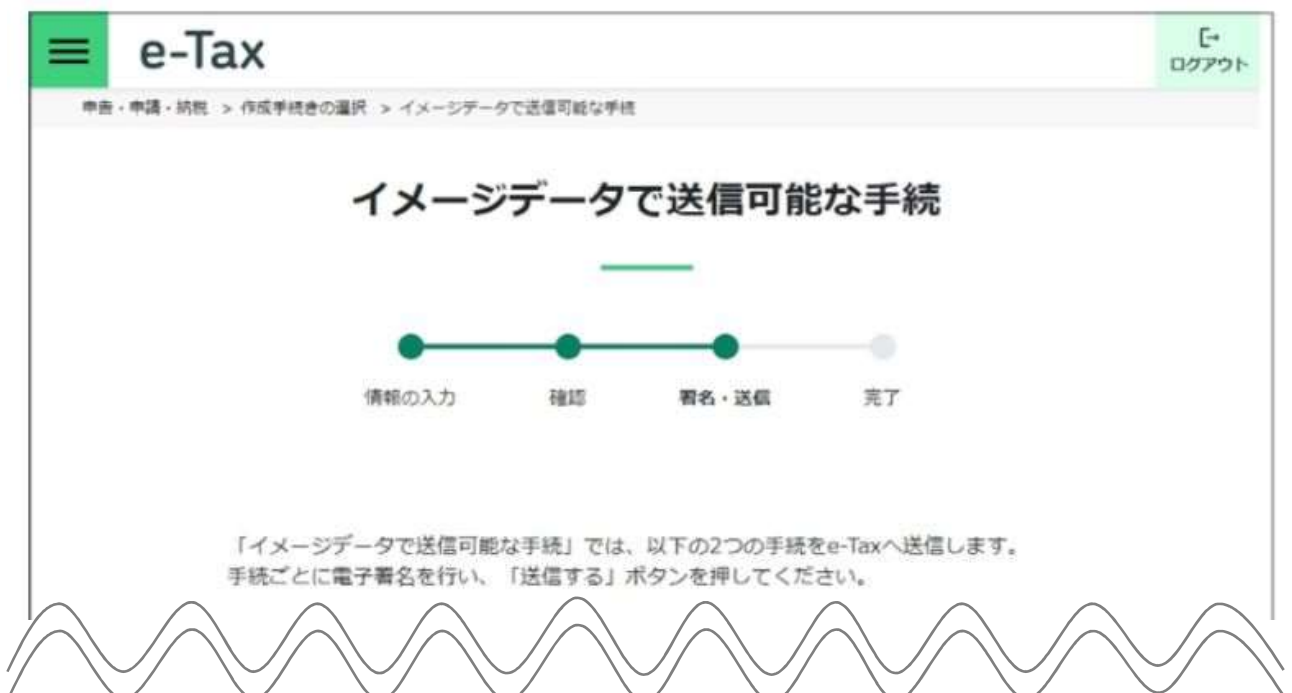 e-Tax
ログアウト
申告・申請・納税 > 作成手続きの選択 > イメージデータで送信可能な手続
イメージデータで送信可能な手続
情報の入力 確認 署名・送信 完了
「イメージデータで送信可能な手続」では、以下の2つの手続をe-Taxへ送信します。
手続ごとに電子署名を行い、「送信する」ボタンを押してください。